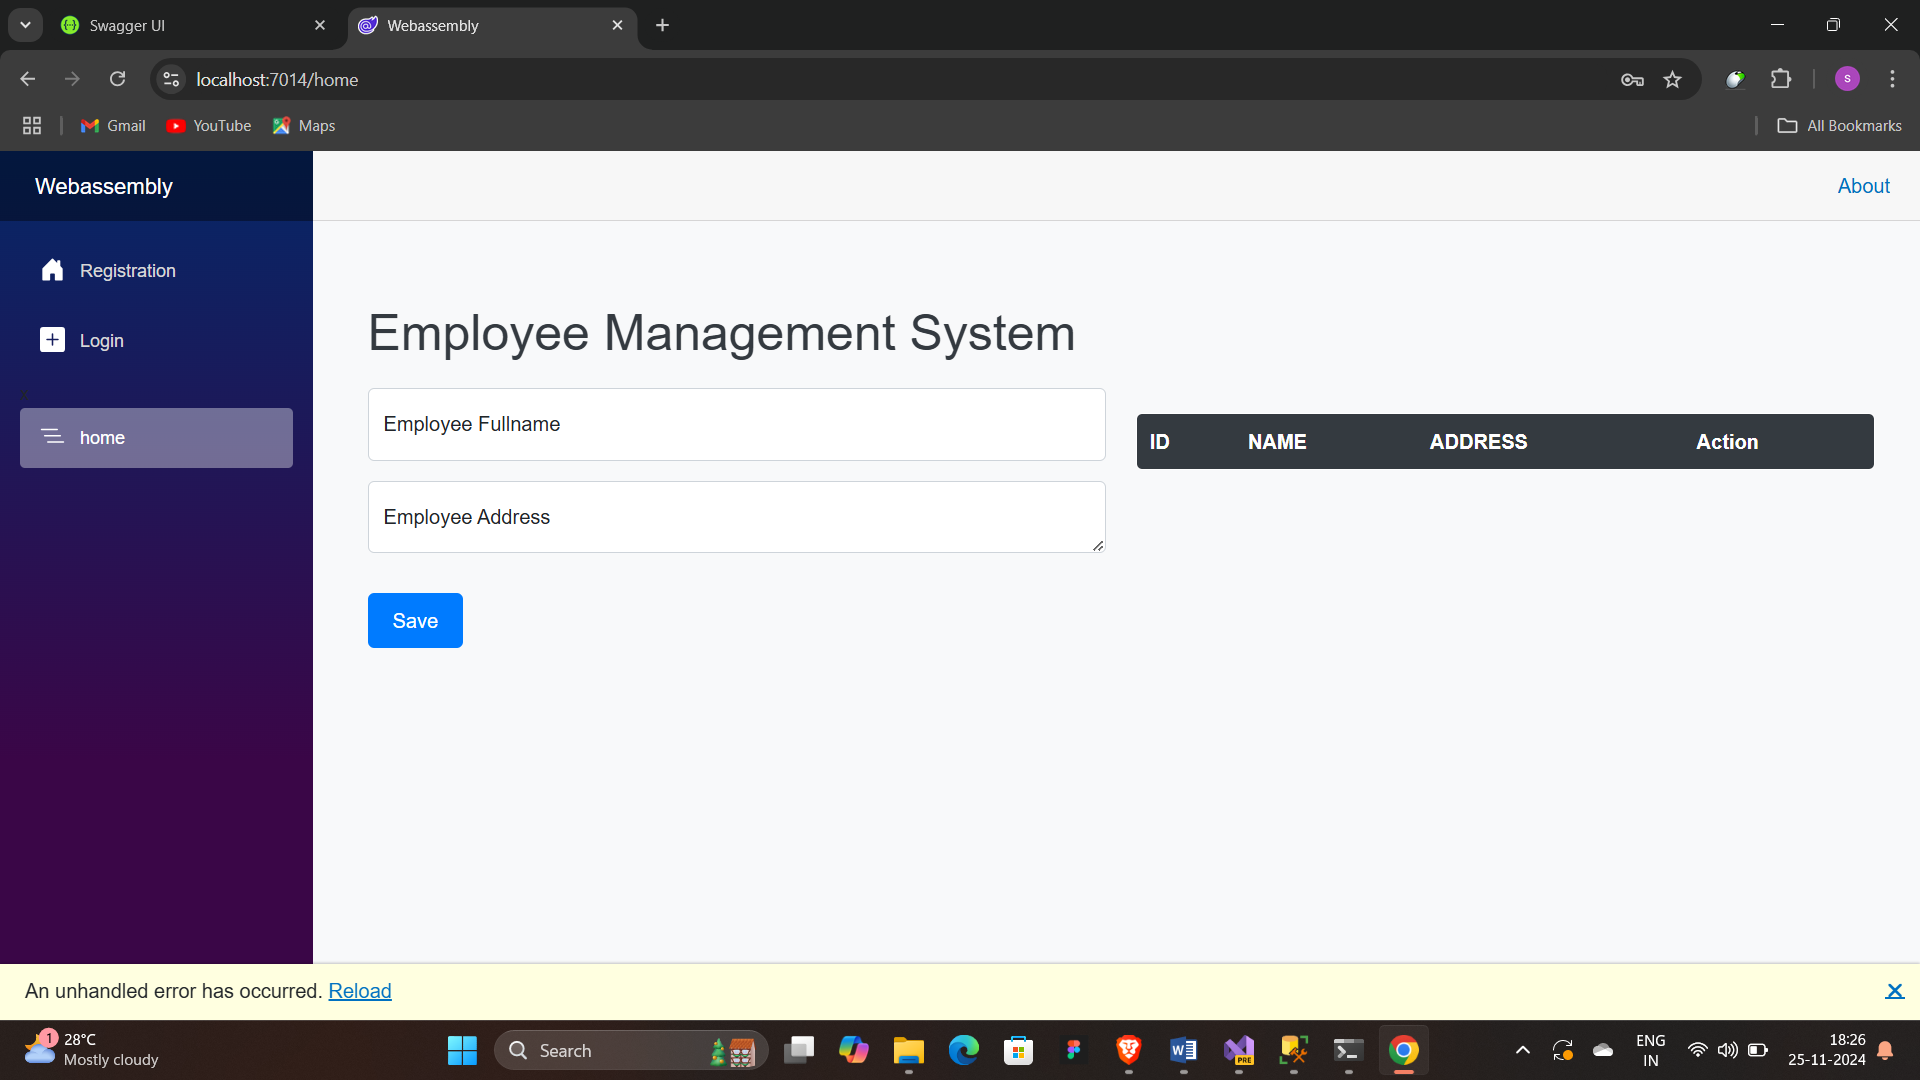 Swagger UI
Webassembly
localhost:7014/home
S
Gmail
YouTube
Maps
All Bookmarks
Webassembly
About
Registration
Login
home
Employee Management System
Employee Fullname
Employee Address
Save
ID NAME ADDRESS Action
An unhandled error has occurred. Reload
1
28°C
Mostly cloudy
Search
PRE
ENG
IN
18:26
25-11-2024